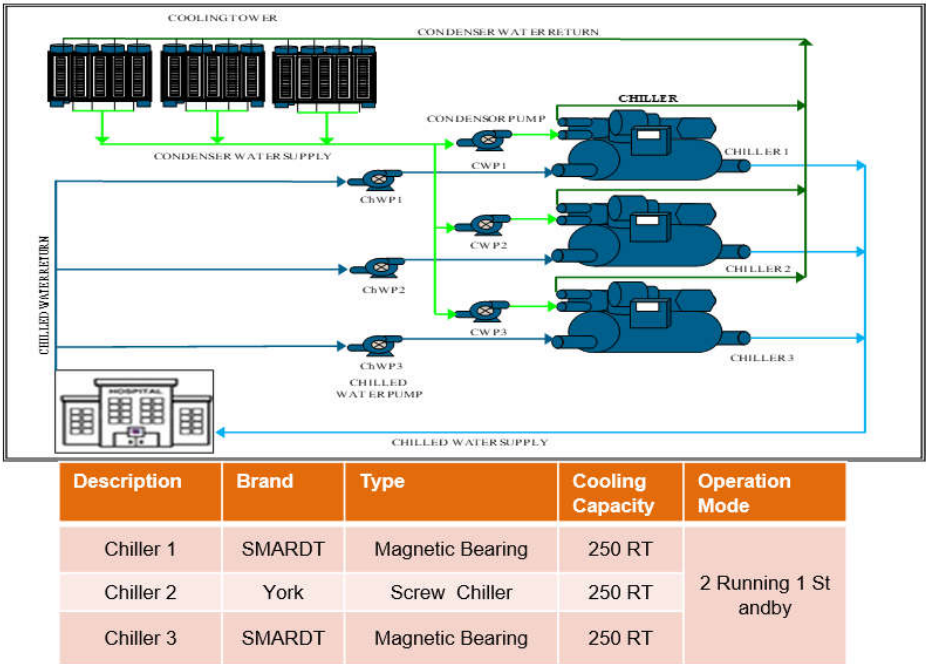 COOLING TOWER
CONDENSER WATER RETURN
CHILLER
CONDENSOR PUMP
CHILLER 1
CONDENSER WATER SUPPLY
CWP1
ChWP1
CWP2
CHILLER 2
ChWP2
CHILLED WATER RETURN
CWP3
CHILLER 3
ChWP3
CHILLED
WATER PUMP
HOSPITAL
CHILLED WATER SUPPLY
Description Brand Type Cooling Capacity Operation Mode
Chiller 1 SMARDT Magnetic Bearing 250 RT
Chiller 2 York Screw Chiller 250 RT
2 Running 1 St
andby
Chiller 3 SMARDT Magnetic Bearing 250 RT